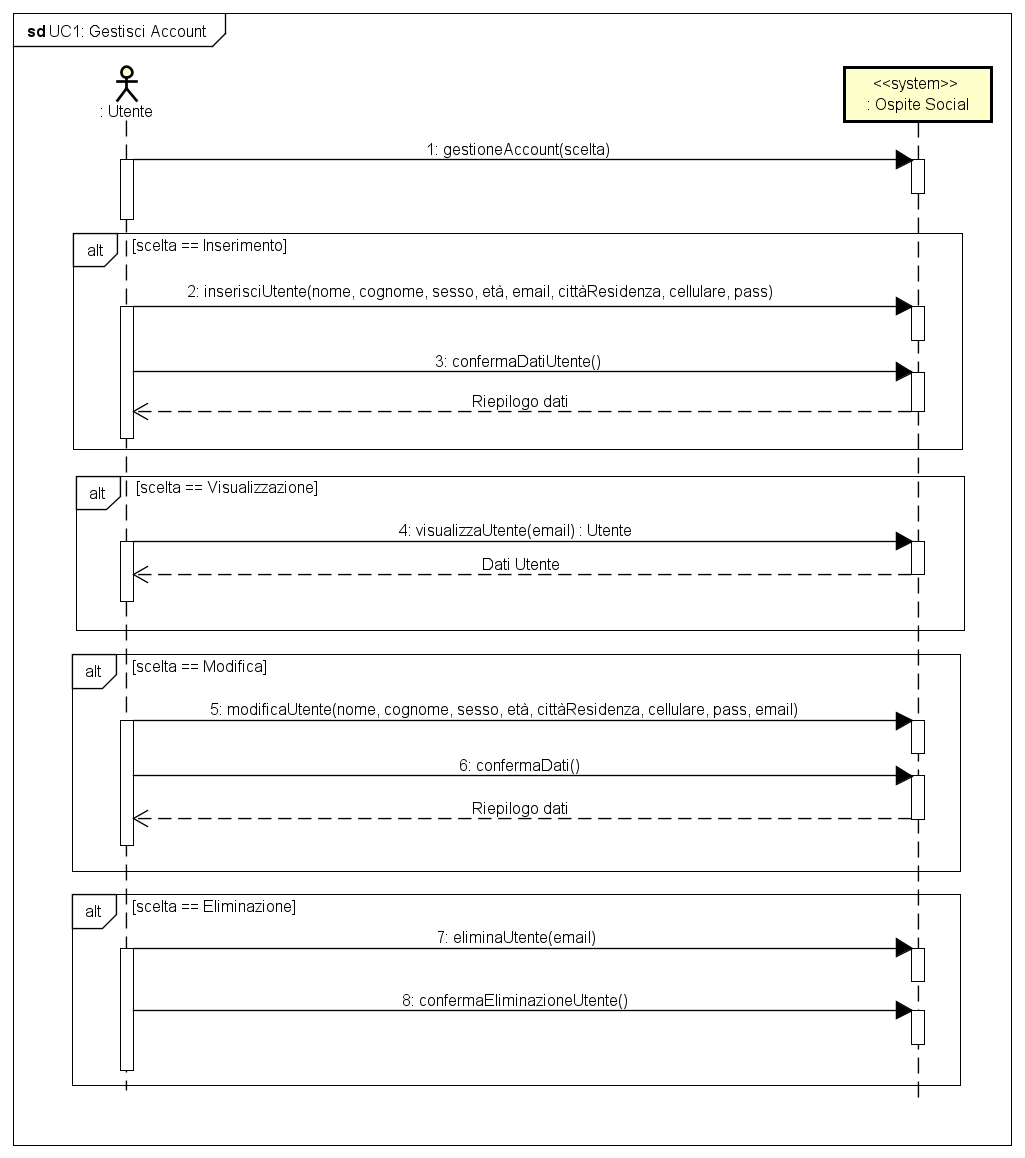 sd UC1: Gestisci Account
: Utente
<<system>>
: Ospite Social
1: gestioneAccount(scelta)
alt
[scelta == Inserimento]
2: inserisciUtente(nome, cognome, sesso, età, email, cittàResidenza, cellulare, pass)
3: confermaDatiUtente()
Riepilogo dati
alt
[scelta == Visualizzazione]
4: visualizzaUtente(email) : Utente
Dati Utente
alt
[scelta == Modifica]
5: modificaUtente(nome, cognome, sesso, età, cittàResidenza, cellulare, pass, email)
6: confermaDati()
Riepilogo dati
alt
[scelta == Eliminazione]
7: eliminaUtente(email)
8: confermaEliminazioneUtente()